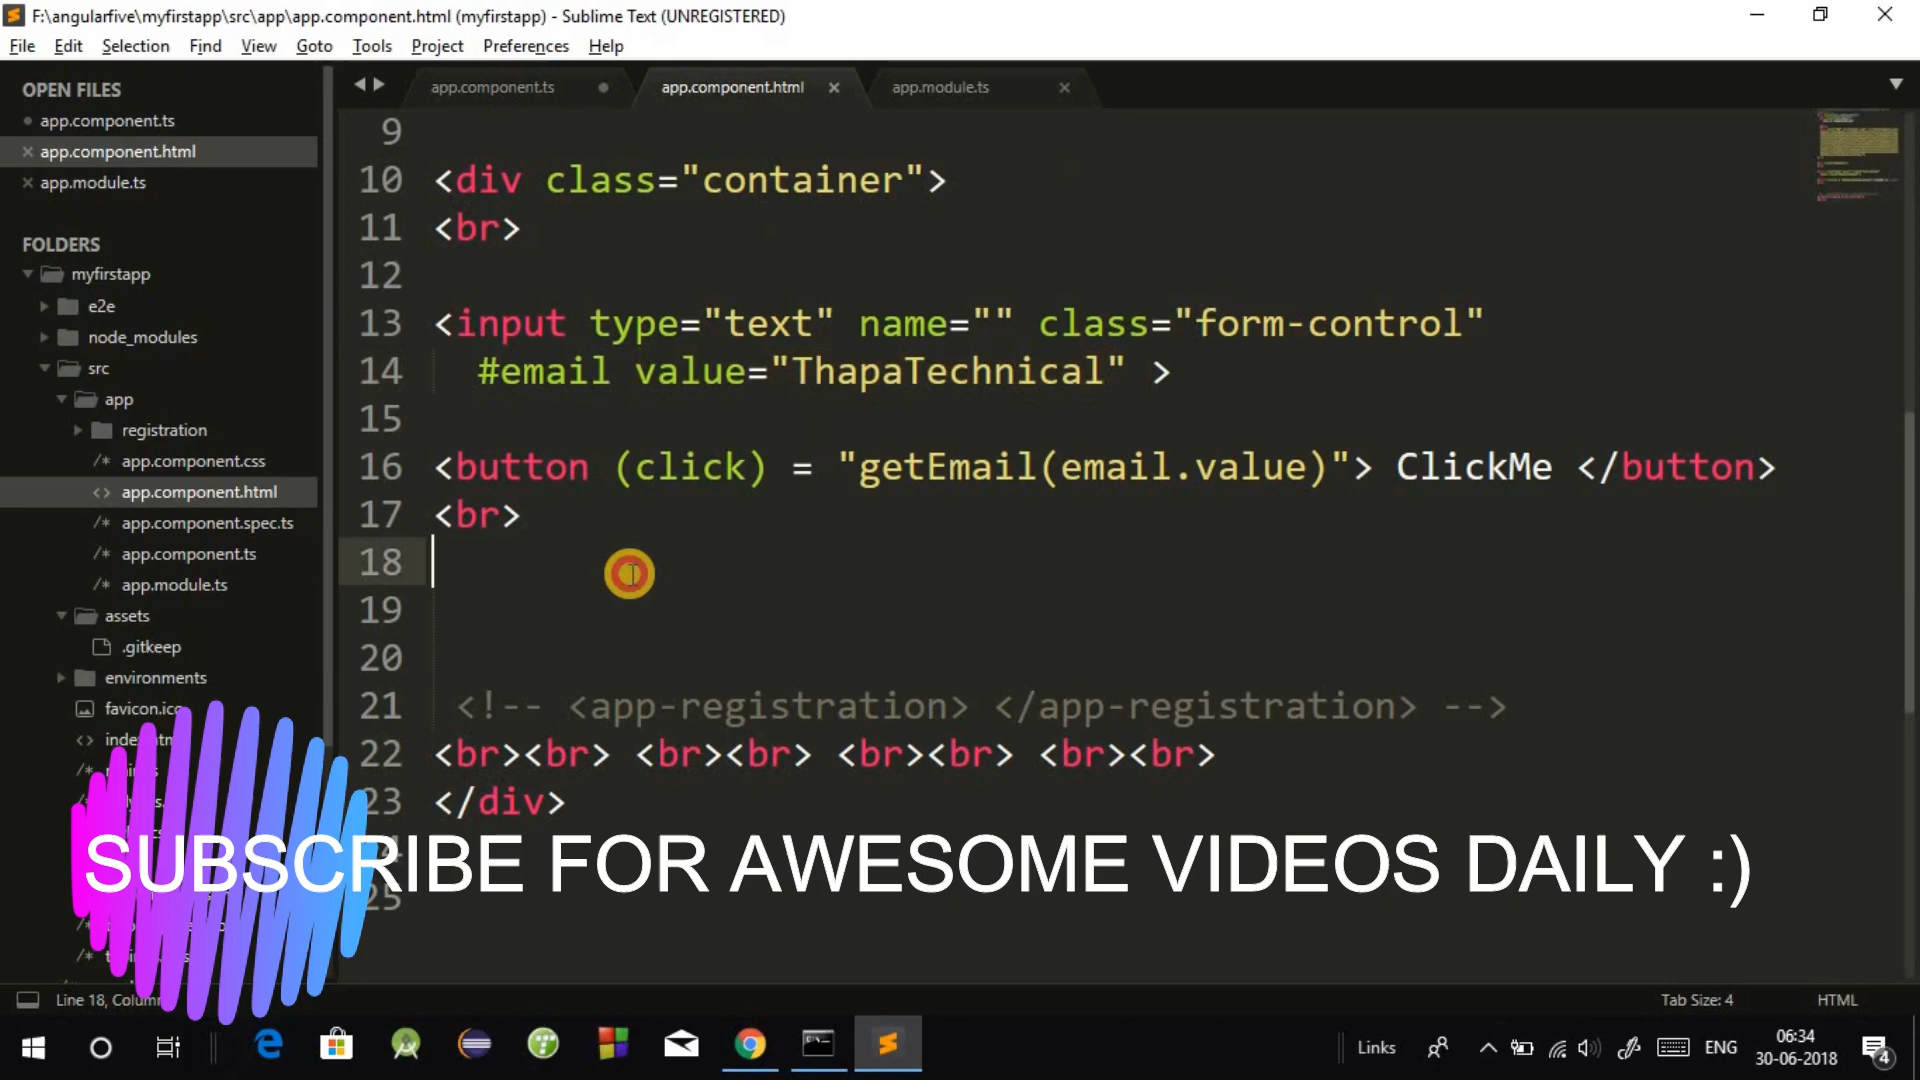 F:\angularfive\myfirstapp\src\app\app.component.html (myfirstapp) - Sublime Text (UNREGISTERED)
File Edit Selection Find View Goto Tools Project Preferences Help
OPEN FILES
app.component.ts
app.component.html
app.module.ts
FOLDERS
myfirstapp
e2e
node_modules
src
app
registration
/* app.component.css
<> app.component.html
/* app.component.spec.ts
/* app.component.ts
/* app.module.ts
assets
.gitkeep
environments
favicon.ico
app.component.ts app.component.html app.module.ts
9
10 <div class="container">
11 <br>
12
13 <input type="text" name="" class="form-control"
14 #email value="ThapaTechnical" >
15
16 <button (click) = "getEmail(email.value)"> ClickMe </button>
17 <br>
18
19
20
21 <!-- <app-registration> </app-registration> -->
22 <br><br> <br><br> <br><br> <br><br>
23 </div>
25
SUBSCRIBE FOR AWESOME VIDEOS DAILY :)
Line 18, Tab Size: 4 HTML
Links ENG 06:34
30-06-2018
4